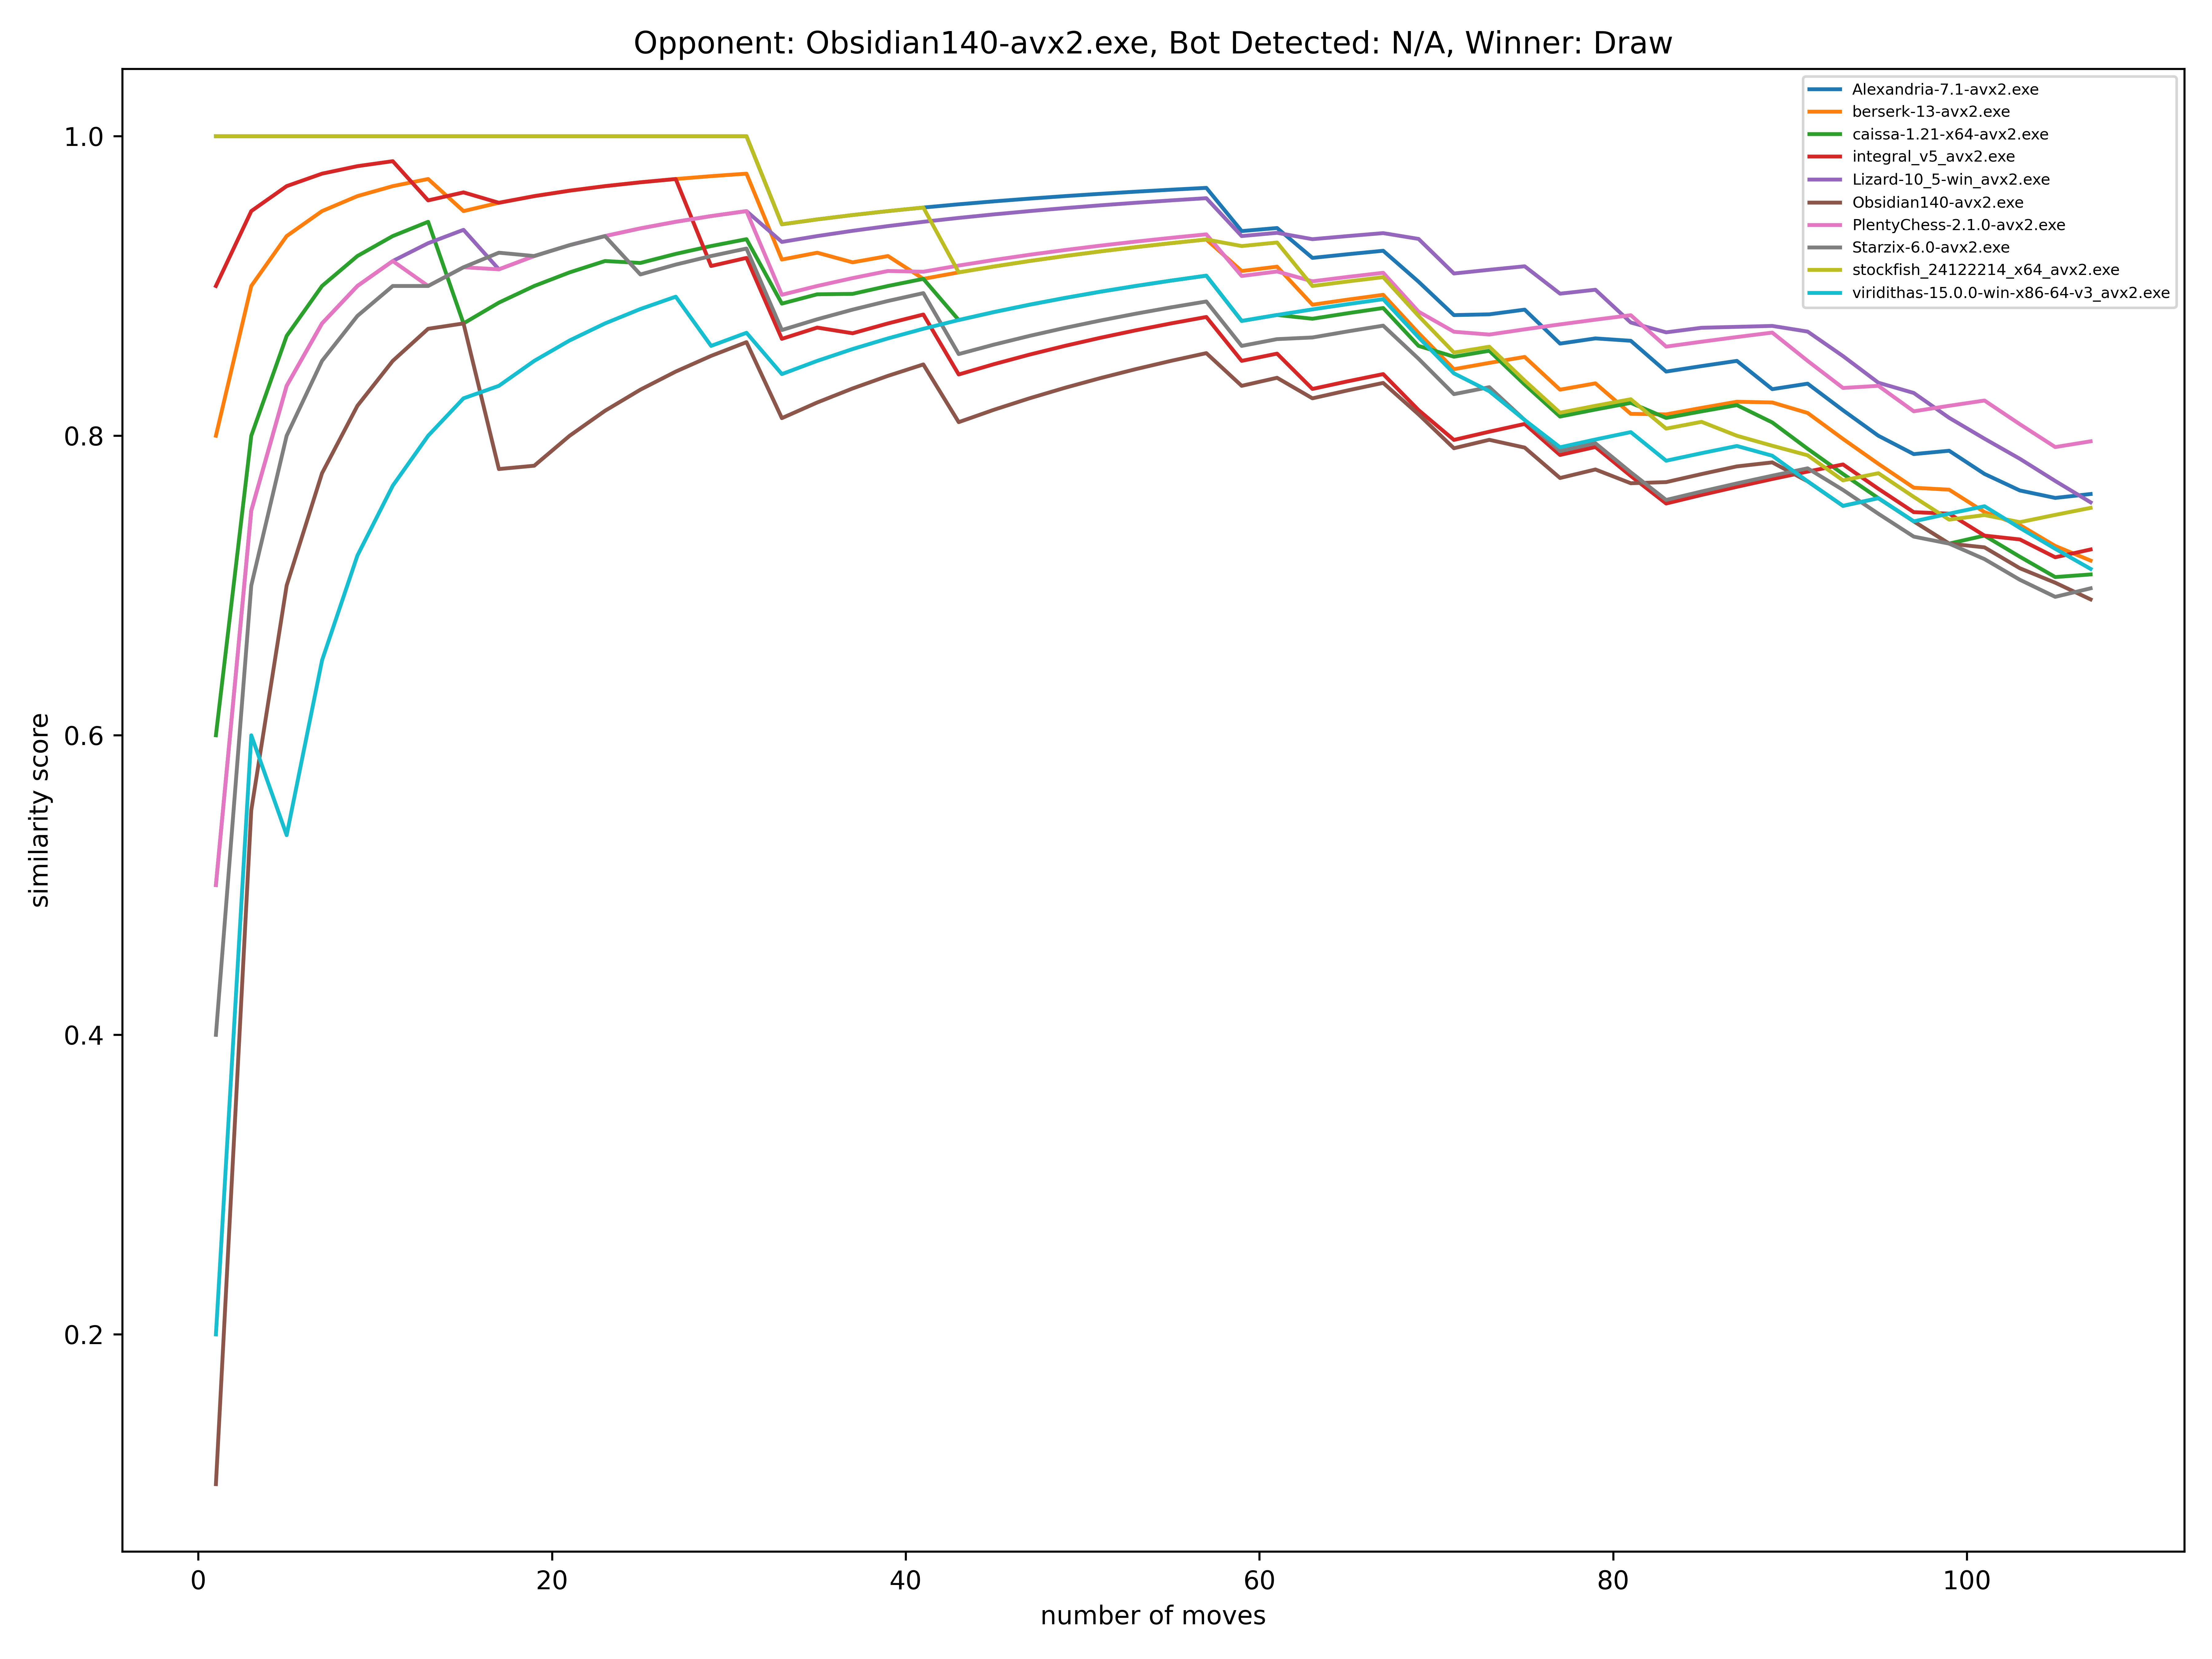 Opponent: Obsidian140-avx2.exe, Bot Detected: N/A, Winner: Draw
Alexandria-7.1-avx2.exe
berserk-13-avx2.exe
caissa-1.21-x64-avx2.exe
integral_v5_avx2.exe
Lizard-10_5-win_avx2.exe
Obsidian140-avx2.exe
PlentyChess-2.1.0-avx2.exe
Starzix-6.0-avx2.exe
stockfish_24122214_x64_avx2.exe
viridithas-15.0.0-win-x86-64-v3_avx2.exe
1.0
0.8
0.6
0.4
0.2
similarity score
0 20 40 60 80 100
number of moves